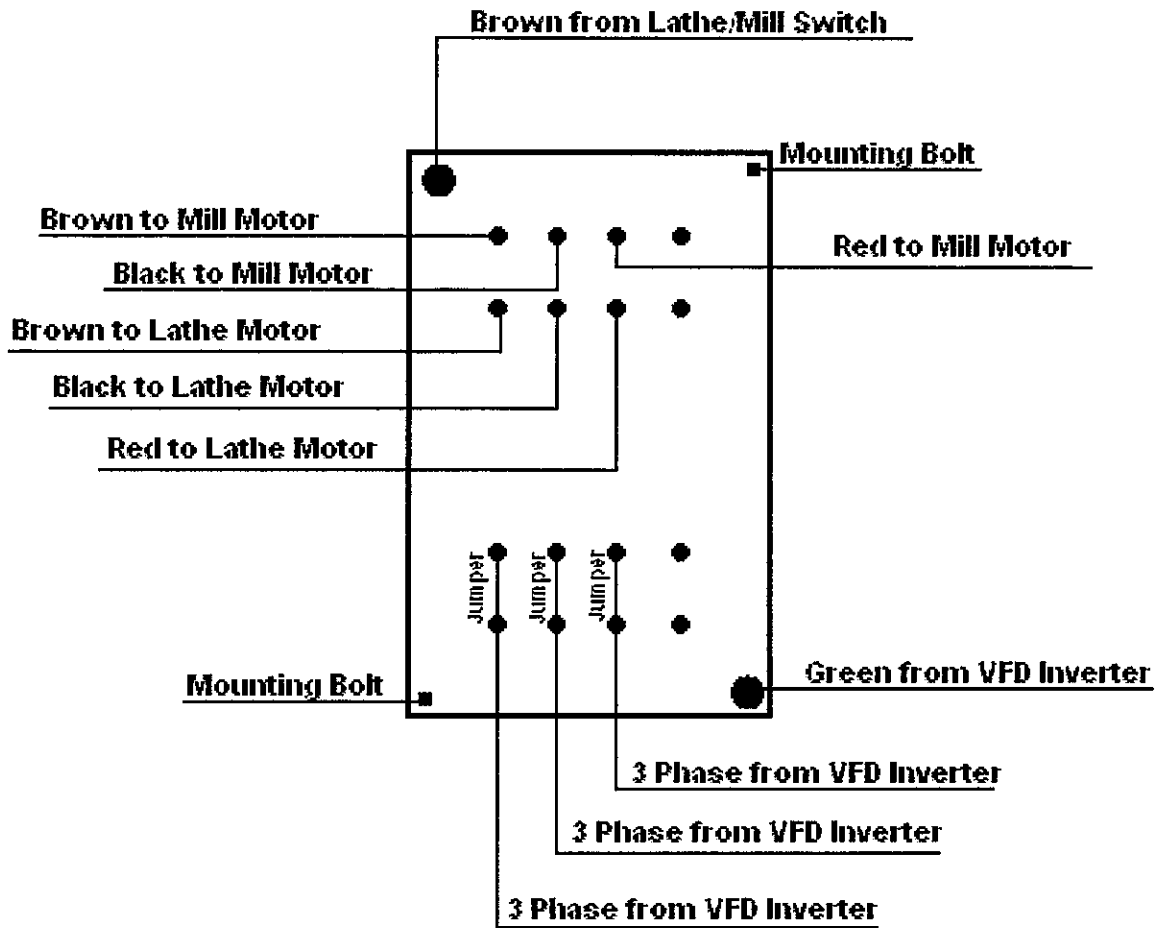 Brown from Lathe/Mill Switch
Mounting Bolt
Brown to Mill Motor
Red to Mill Motor
Black to Mill Motor
Brown to Lathe Motor
Black to Lathe Motor
Red to Lathe Motor
Jumper
Jumper
Jumper
Green from VFD Inverter
Mounting Bolt
3 Phase from VFD Inverter
3 Phase from VFD Inverter
3 Phase from VFD Inverter